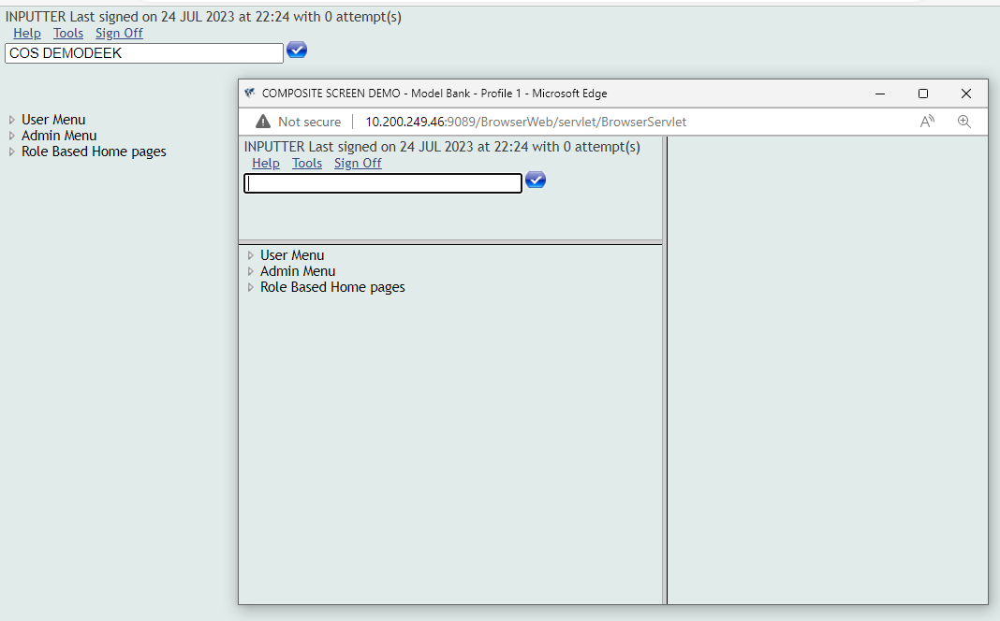 INPUTTER Last signed on 24 JUL 2023 at 22:24 with 0 attempt(s)
Help Tools Sign Off
COS DEMODEEK
User Menu
Admin Menu
Role Based Home pages
COMPOSITE SCREEN DEMO - Model Bank - Profile 1 - Microsoft Edge
Not secure 10.200.249.46:9089/BrowserWeb/servlet/BrowserServlet
INPUTTER Last signed on 24 JUL 2023 at 22:24 with 0 attempt(s)
Help Tools Sign Off
User Menu
Admin Menu
Role Based Home pages